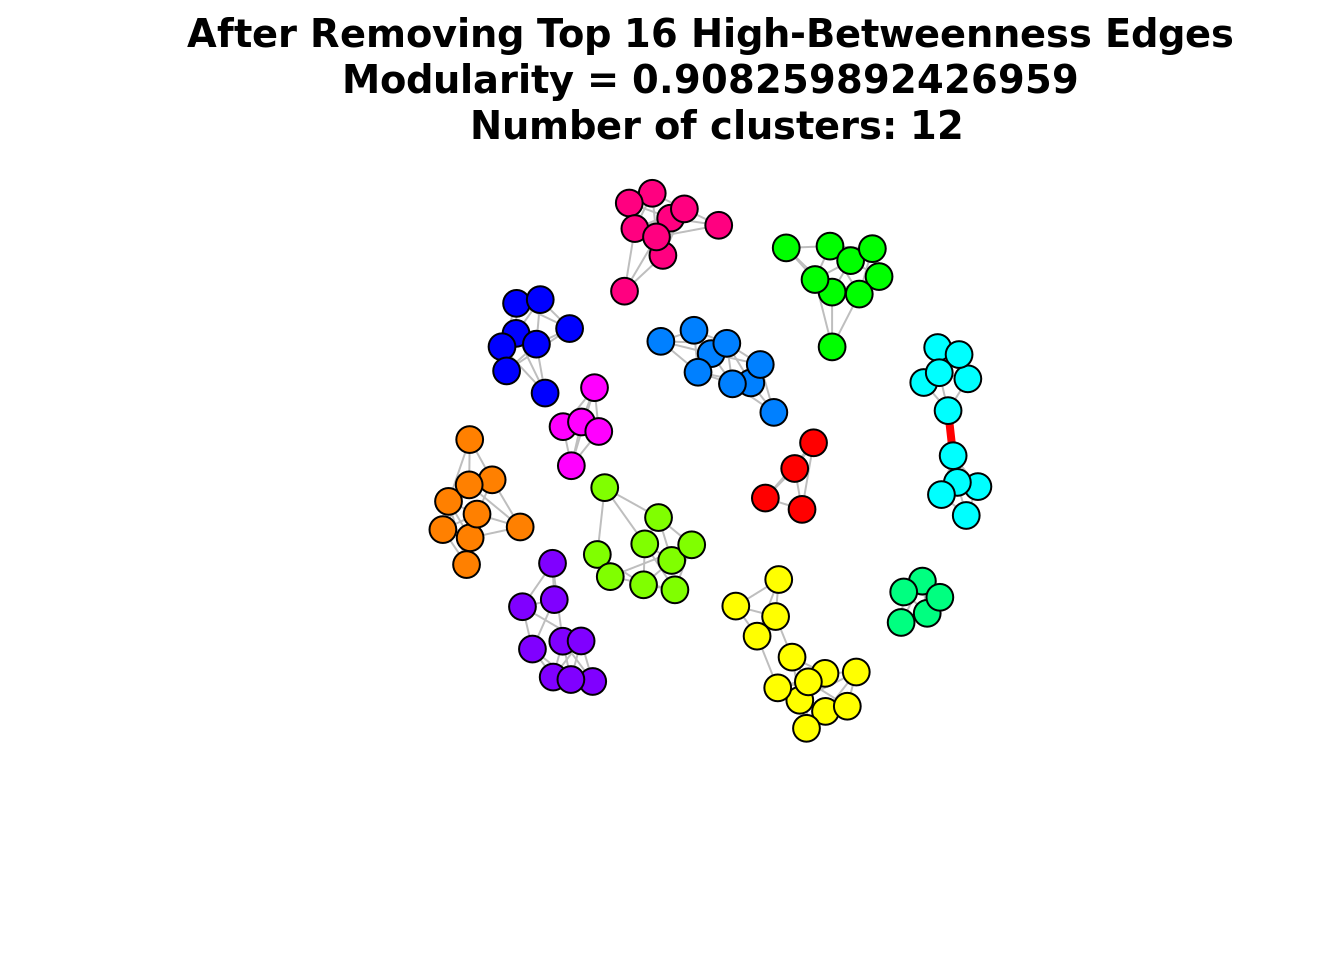 After Removing Top 16 High-Betweenness Edges
Modularity = 0.908259892426959
Number of clusters: 12